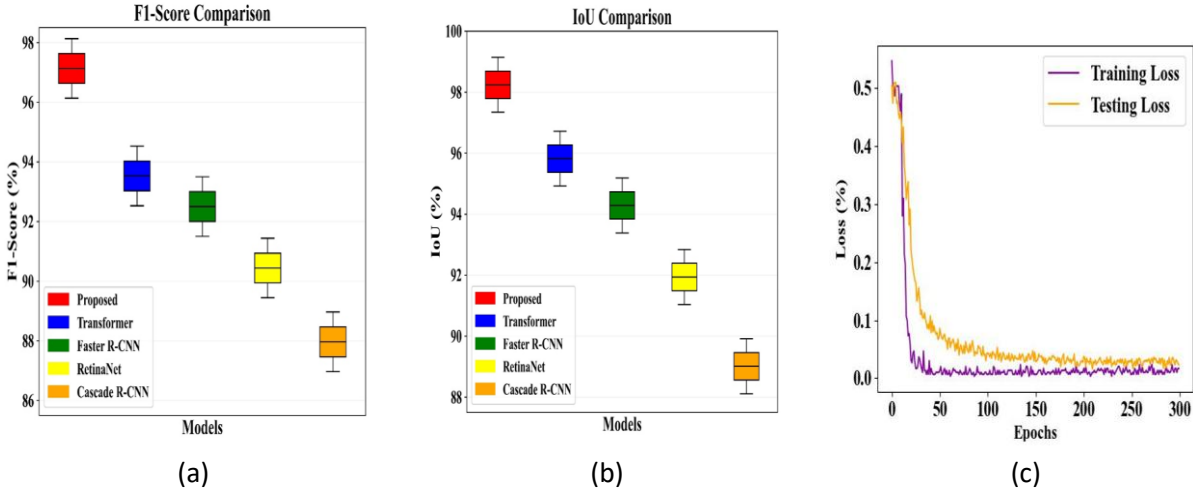 F1-Score Comparison
F1-Score (%)
98
96
94
92
90
88
86
Proposed
Transformer
Faster R-CNN
RetinaNet
Cascade R-CNN
Models
(a)
IoU Comparison
IoU (%)
100
98
96
94
92
90
88
Proposed
Transformer
Faster R-CNN
RetinaNet
Cascade R-CNN
Models
(b)
Training Loss
Testing Loss
Loss (%)
0.5
0.4
0.3
0.2
0.1
0.0
0 50 100 150 200 250 300
Epochs
(c)